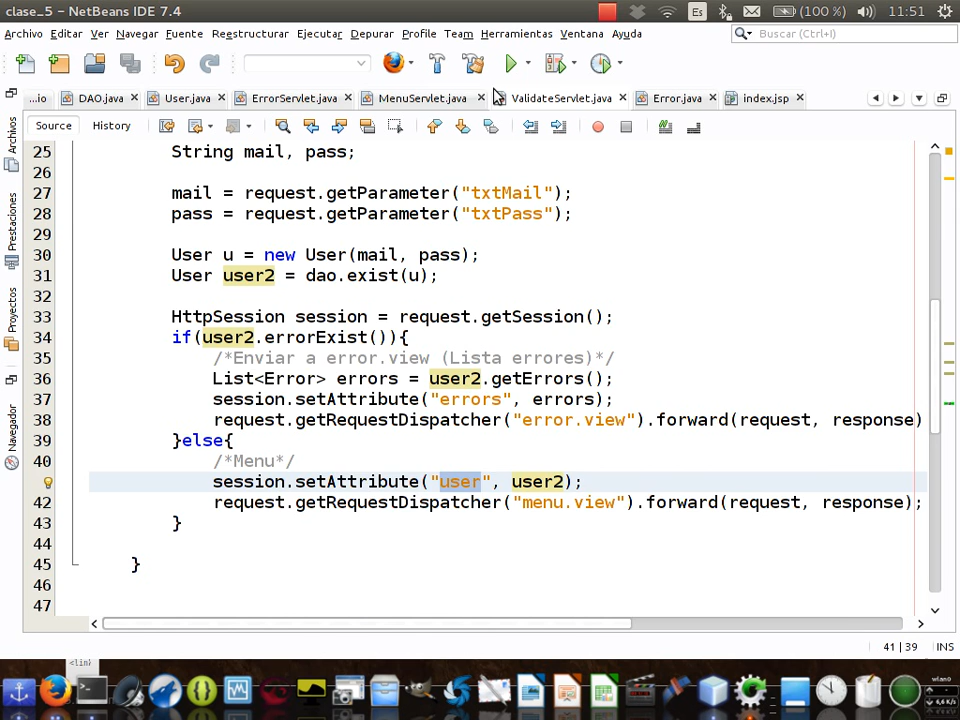 clase_5 - NetBeans IDE 7.4
Es
(100 %)
11:51
Archivo Editar Ver Navegar Fuente Reestructurar Ejecutar Depurar Profile Team Herramientas Ventana Ayuda
Buscar (Ctrl+I)
...io DAO.java User.java ErrorServlet.java MenuServlet.java ValidateServlet.java Error.java index.jsp
Source History
Archivos
Prestaciones
Proyectos
Navegador
25 String mail, pass;
26
27 mail = request.getParameter("txtMail");
28 pass = request.getParameter("txtPass");
29
30 User u = new User(mail, pass);
31 User user2 = dao.exist(u);
32
33 HttpSession session = request.getSession();
34 if(user2.errorExist()){
35 /*Enviar a error.view (Lista errores)*/
36 List<Error> errors = user2.getErrors();
37 session.setAttribute("errors", errors);
38 request.getRequestDispatcher("error.view").forward(request, response)
39 }else{
40 /*Menu*/
session.setAttribute("user", user2);
42 request.getRequestDispatcher("menu.view").forward(request, response);
43 }
44
45 }
46
47
41 | 39 INS
<lin>
wlan0
6,6 K/s